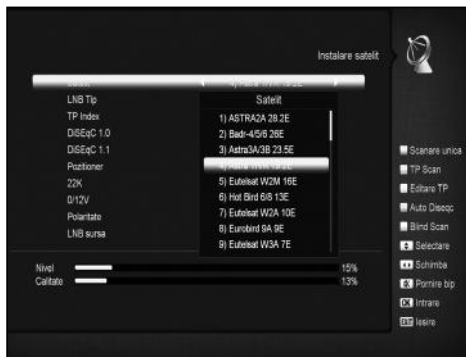 Instalare satelit
Satelit
LNB Tip
TP Index
DiSEqC 1.0
DiSEqC 1.1
Pozitioner
22K
0/12V
Polaritate
LNB sursa
Satelit
1) ASTRA2A 28.2E
2) Badr-4/5/6 26E
3) Astra3A/3B 23.5E
5) Eutelsat W2M 16E
6) Hot Bird 6/8 13E
7) Eutelsat W2A 10E
8) Eurobird 9A 9E
9) Eutelsat W3A 7E
Scanare unica
TP Scan
Editare TP
Auto Diseqc
Blind Scan
Selectare
Schimba
Pornire bip
OK Intrare
EXIT Iesire
Nivel 15%
Calitate 13%